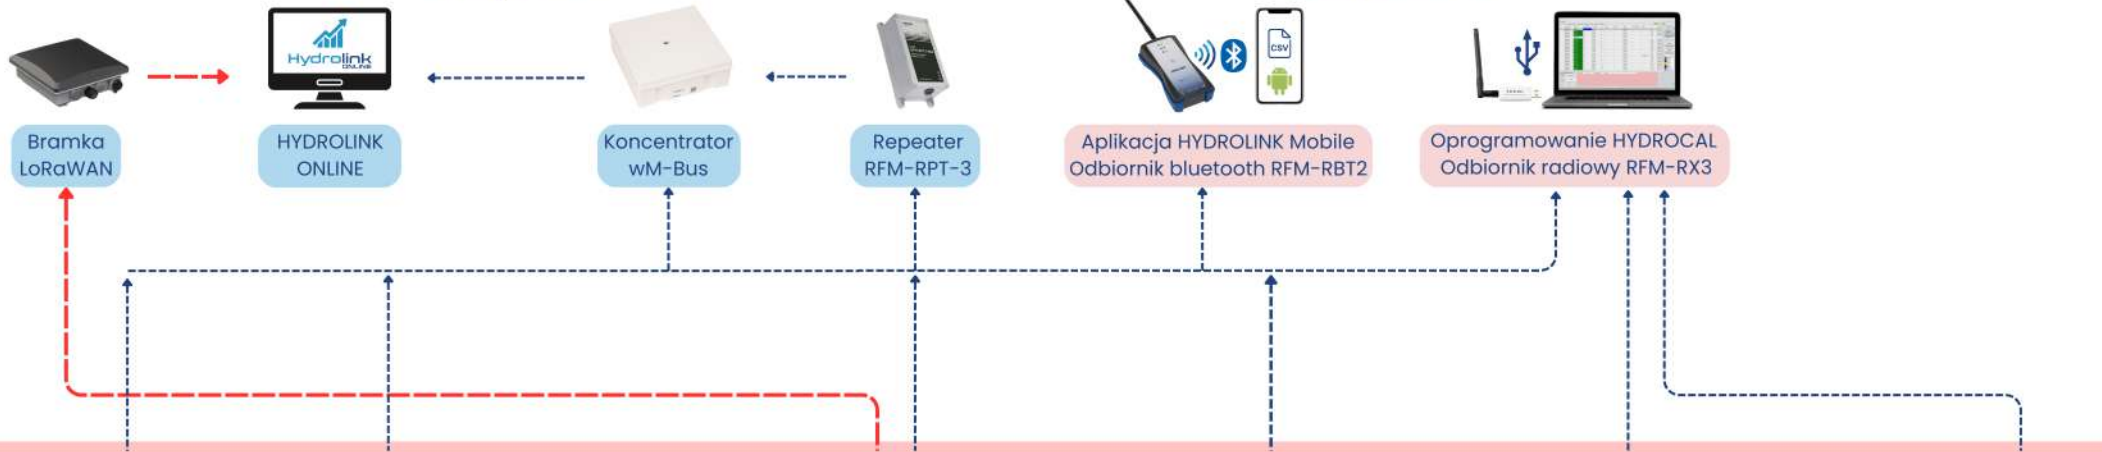 Hydrolink
ONLINE
CSV
Bramka
LoRaWAN
HYDROLINK
ONLINE
Koncentrator
wM-Bus
Repeater
RFM-RPT-3
Aplikacja HYDROLINK Mobile
Odbiornik bluetooth RFM-RBT2
Oprogramowanie HYDROCAL
Odbiornik radiowy RFM-RX3